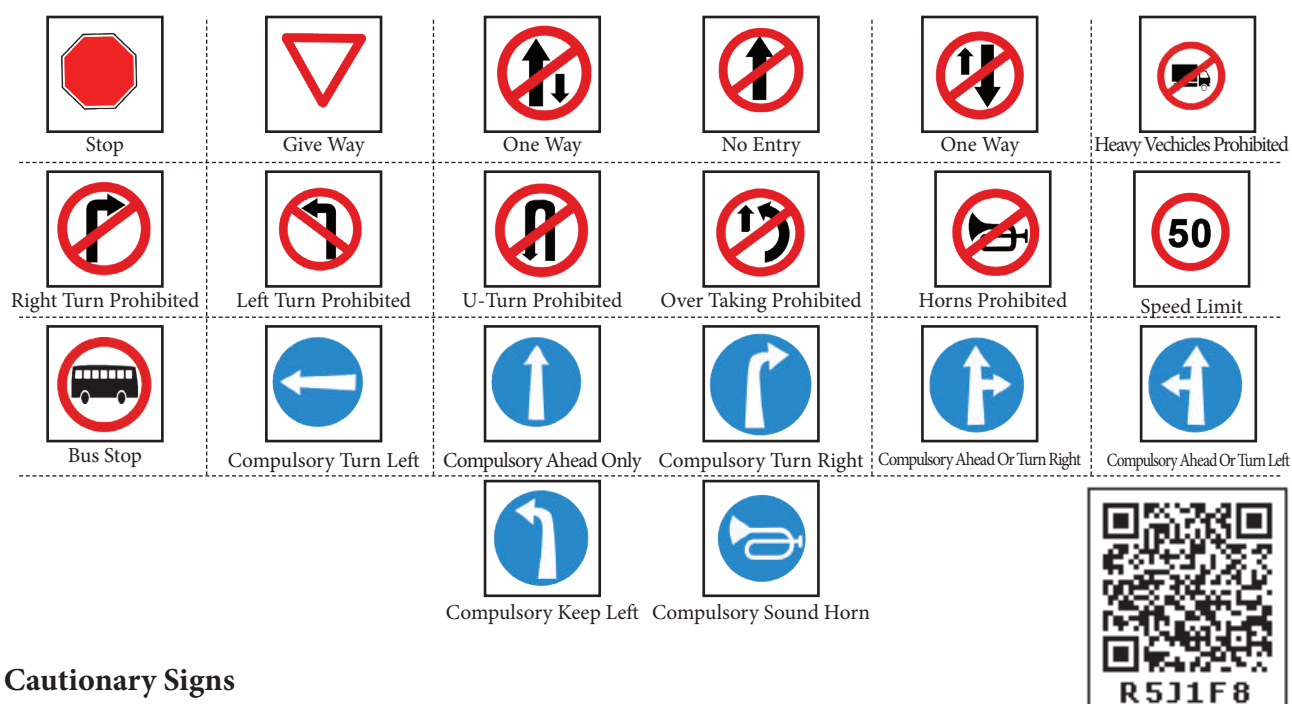 Stop
Give Way
One Way
No Entry
One Way
Heavy Vechicles Prohibited
Right Turn Prohibited
Left Turn Prohibited
U-Turn Prohibited
Over Taking Prohibited
Horns Prohibited
50
Speed Limit
Bus Stop
Compulsory Turn Left
Compulsory Ahead Only
Compulsory Turn Right
Compulsory Ahead Or Turn Right
Compulsory Ahead Or Turn Left
Compulsory Keep Left
Compulsory Sound Horn
R5J1F8
Cautionary Signs